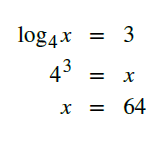 log₄x = 3
4³ = x
x = 64